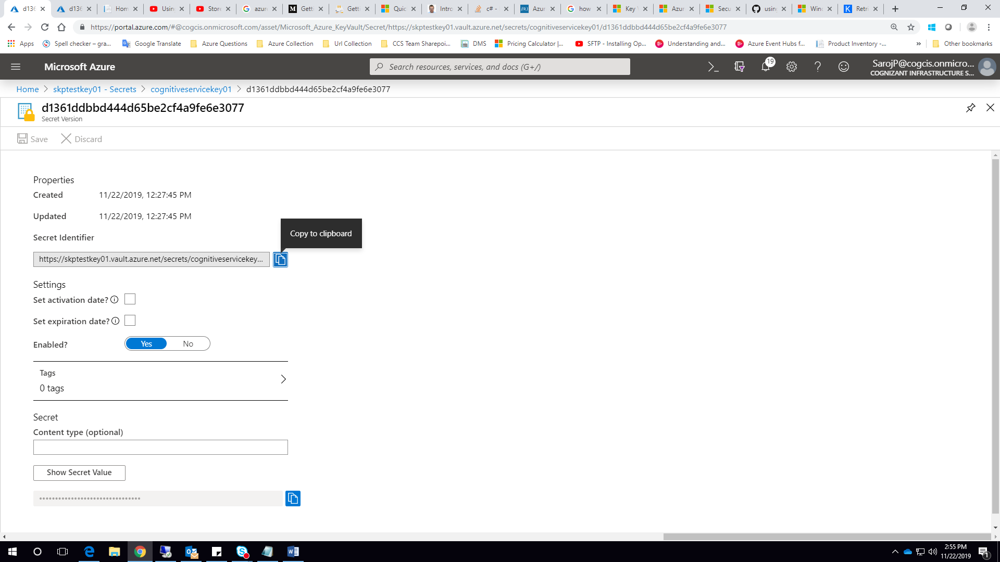 d136
d136
Hom
Usin
Store
azur
Getti
Getti
Quic
Intro
c# -
Azur
how
Key
Azur
Secu
usin
Winc
Retri
https://portal.azure.com/#@cogcis.onmicrosoft.com/asset/Microsoft_Azure_KeyVault/Secret/https://skptestkey01.vault.azure.net/secrets/cognitiveservicekey01/d1361ddbbd444d65be2cf4a9fe6e3077
Apps Spell checker – gra... Google Translate Azure Questions Azure Collection Url Collection CCS Team Sharepoi... DMS Pricing Calculator |... SFTP - Installing Op... Understanding and... Azure Event Hubs f... Product Inventory -... » Other bookmarks
Microsoft Azure
Search resources, services, and docs (G+/)
19
SarojP@cogcis.onmicro...
COGNIZANT INFRASTRUCTURE S...
Home > skptestkey01 - Secrets > cognitiveservicekey01 > d1361ddbbd444d65be2cf4a9fe6e3077
d1361ddbbd444d65be2cf4a9fe6e3077
Secret Version
Save Discard
Properties
Created 11/22/2019, 12:27:45 PM
Updated 11/22/2019, 12:27:45 PM
Copy to clipboard
Secret Identifier
https://skptestkey01.vault.azure.net/secrets/cognitiveservicekey...
Settings
Set activation date?
Set expiration date?
Enabled? Yes No
Tags
0 tags
Secret
Content type (optional)
Show Secret Value
2:55 PM
11/22/2019
1